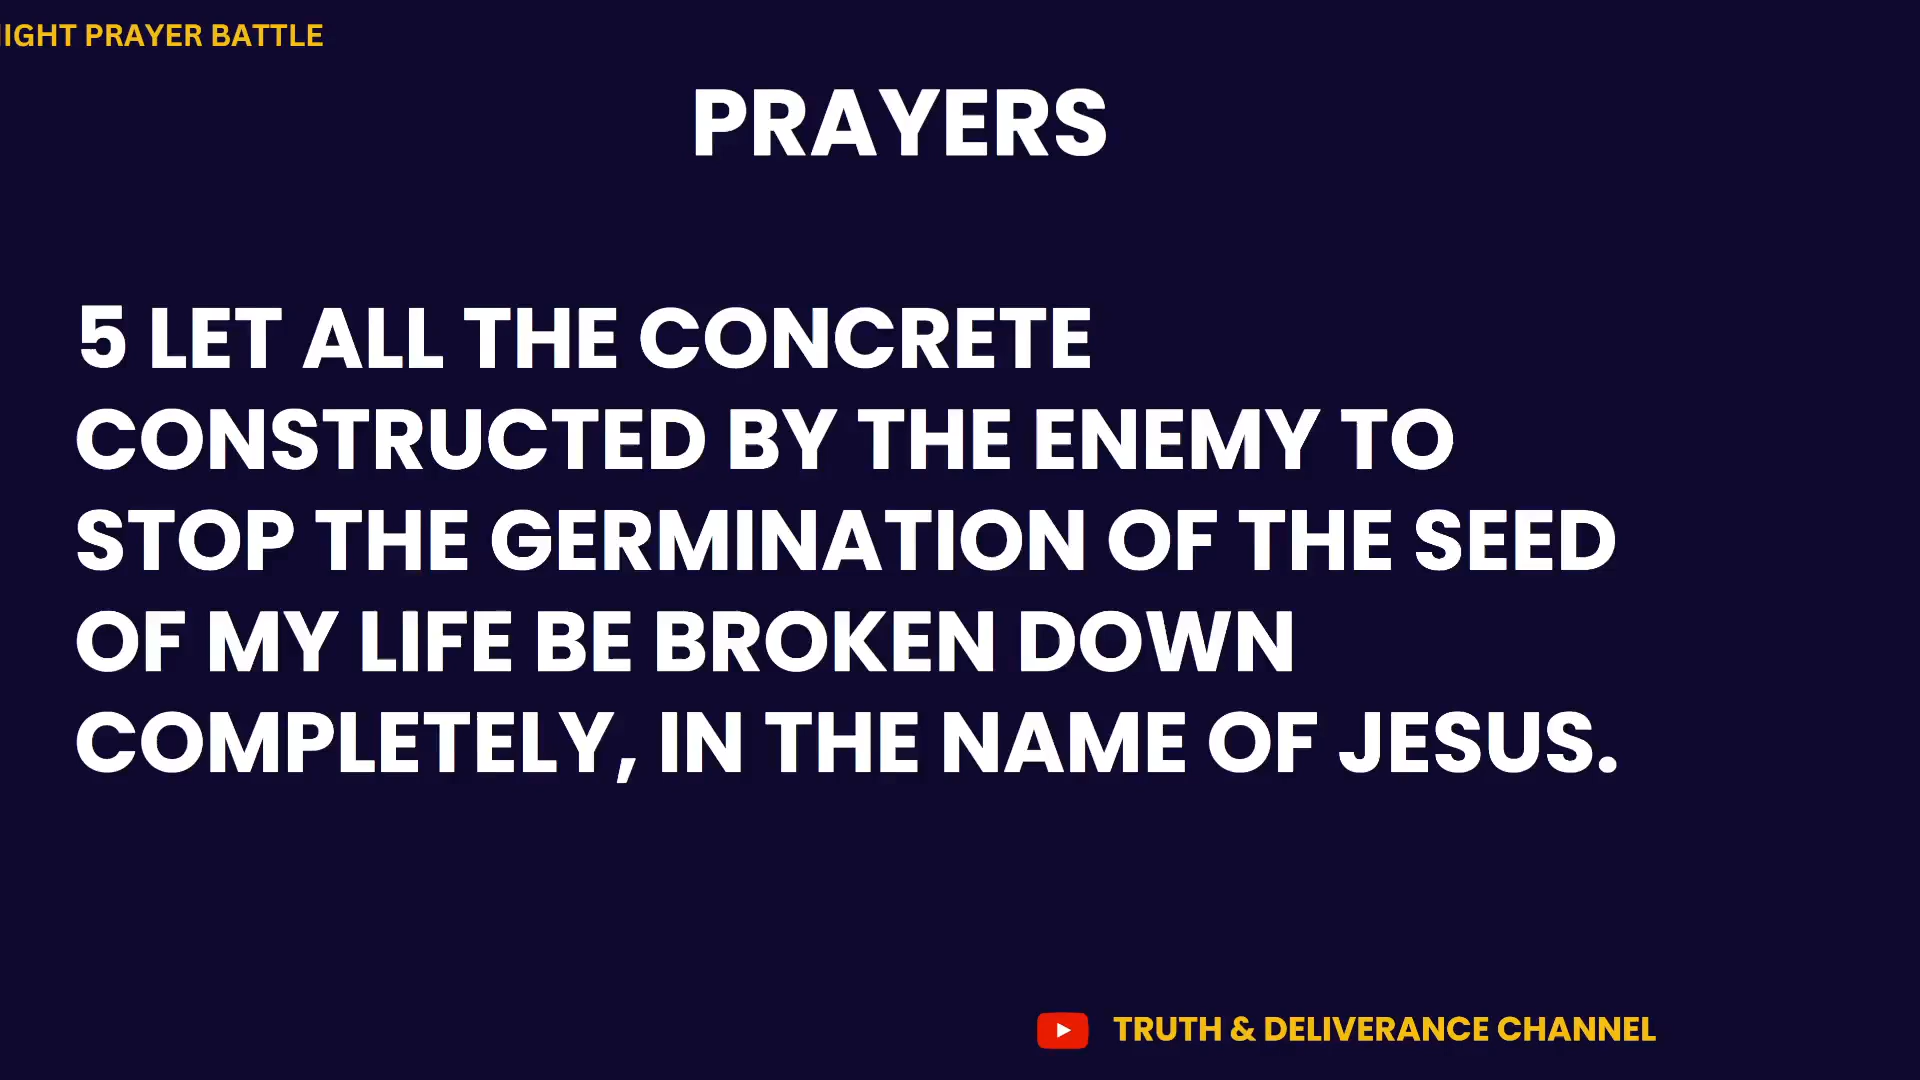 NIGHT PRAYER BATTLE
PRAYERS
5 LET ALL THE CONCRETE
CONSTRUCTED BY THE ENEMY TO
STOP THE GERMINATION OF THE SEED
OF MY LIFE BE BROKEN DOWN
COMPLETELY, IN THE NAME OF JESUS.
TRUTH & DELIVERANCE CHANNEL